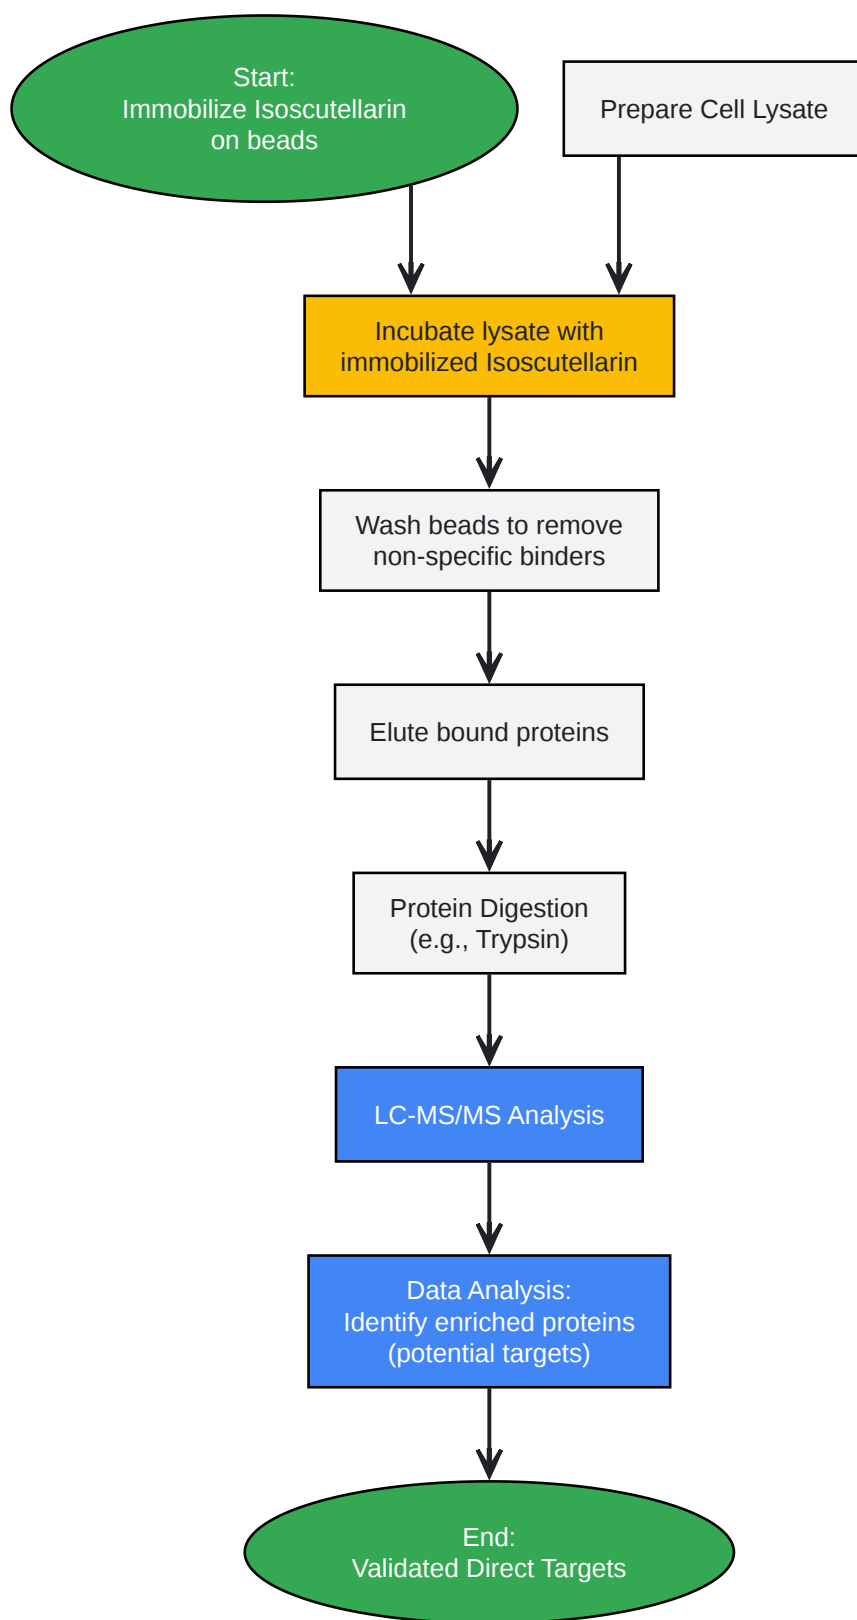 Start:
Immobilize Isoscutellarin
on beads
Prepare Cell Lysate
Incubate lysate with
immobilized Isoscutellarin
Wash beads to remove
non-specific binders
Elute bound proteins
Protein Digestion
(e.g., Trypsin)
LC-MS/MS Analysis
Data Analysis:
Identify enriched proteins
(potential targets)
End:
Validated Direct Targets